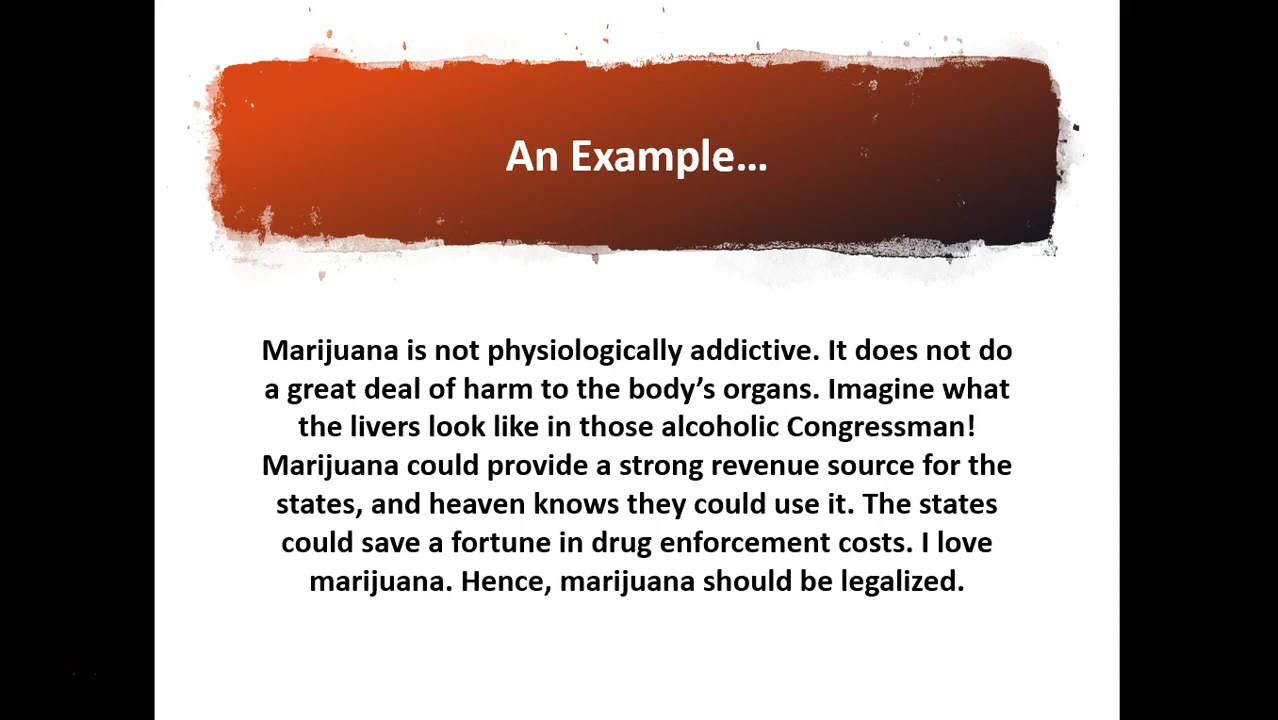 An Example…
Marijuana is not physiologically addictive. It does not do
a great deal of harm to the body’s organs. Imagine what
the livers look like in those alcoholic Congressman!
Marijuana could provide a strong revenue source for the
states, and heaven knows they could use it. The states
could save a fortune in drug enforcement costs. I love
marijuana. Hence, marijuana should be legalized.